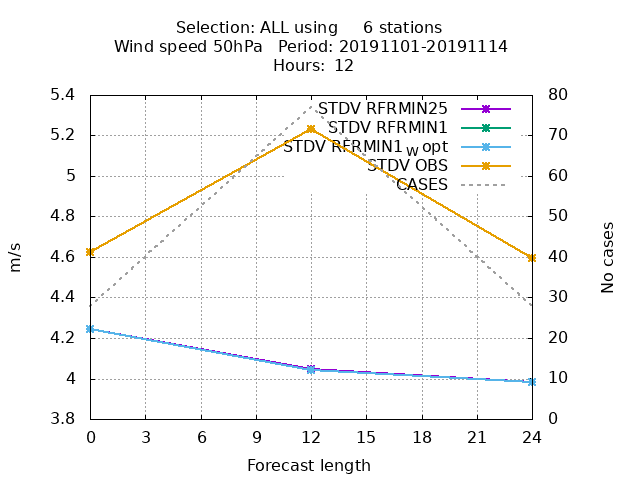 Selection: ALL using     6 stations
Wind speed 50hPa   Period: 20191101-20191114
Hours: 12
STDV RFRMIN25
STDV RFRMIN1
STDV RFRMIN1 w opt
STDV OBS
CASES
5.4
5.2
5
4.8
4.6
4.4
4.2
4
3.8
m/s
80
70
60
50
40
30
20
10
0
No cases
0 3 6 9 12 15 18 21 24
Forecast length